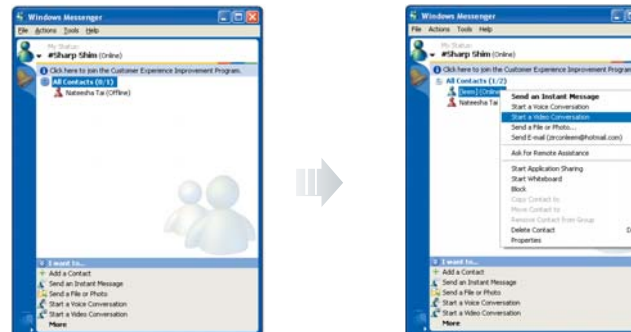 Windows Messenger
File Actions Tools Help
My Status:
#Sharp Shim (Online)
Click here to join the Customer Experience Improvement Program.
All Contacts (0/1)
Nateesha Tai (Offline)
I want to...
Add a Contact
Send an Instant Message
Send a File or Photo
Start a Voice Conversation
Start a Video Conversation
More
Windows Messenger
File Actions Tools Help
My Status:
#Sharp Shim (Online)
Click here to join the Customer Experience Improvement Program.
All Contacts (1/2)
Nateesha Tai
Send an Instant Message
Start a Voice Conversation
Start a Video Conversation
Send a File or Photo...
Send E-mail (zirconleem@hotmail.com)
Ask for Remote Assistance
Start Application Sharing
Start Whiteboard
Block
Copy Contact to
Move Contact to
Remove Contact from Group
Delete Contact D
Properties
I want to...
Add a Contact
Send an Instant Message
Send a File or Photo
Start a Voice Conversation
Start a Video Conversation
More